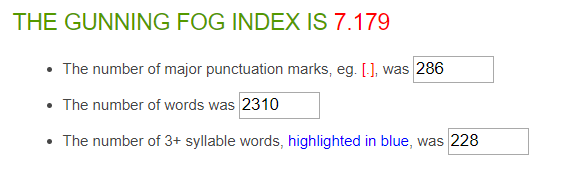 THE GUNNING FOG INDEX IS 7.179
• The number of major punctuation marks, eg. [.], was 286
• The number of words was 2310
• The number of 3+ syllable words, highlighted in blue, was 228